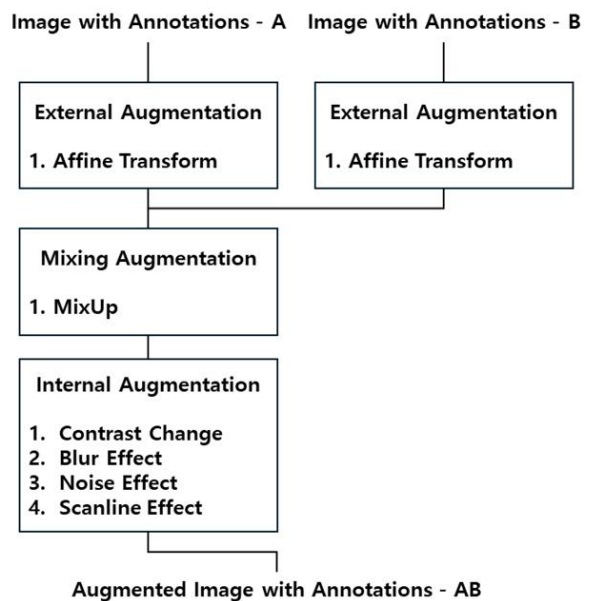 Image with Annotations - A
Image with Annotations - B
External Augmentation
1. Affine Transform
External Augmentation
1. Affine Transform
Mixing Augmentation
1. MixUp
Internal Augmentation
1. Contrast Change
2. Blur Effect
3. Noise Effect
4. Scanline Effect
Augmented Image with Annotations - AB